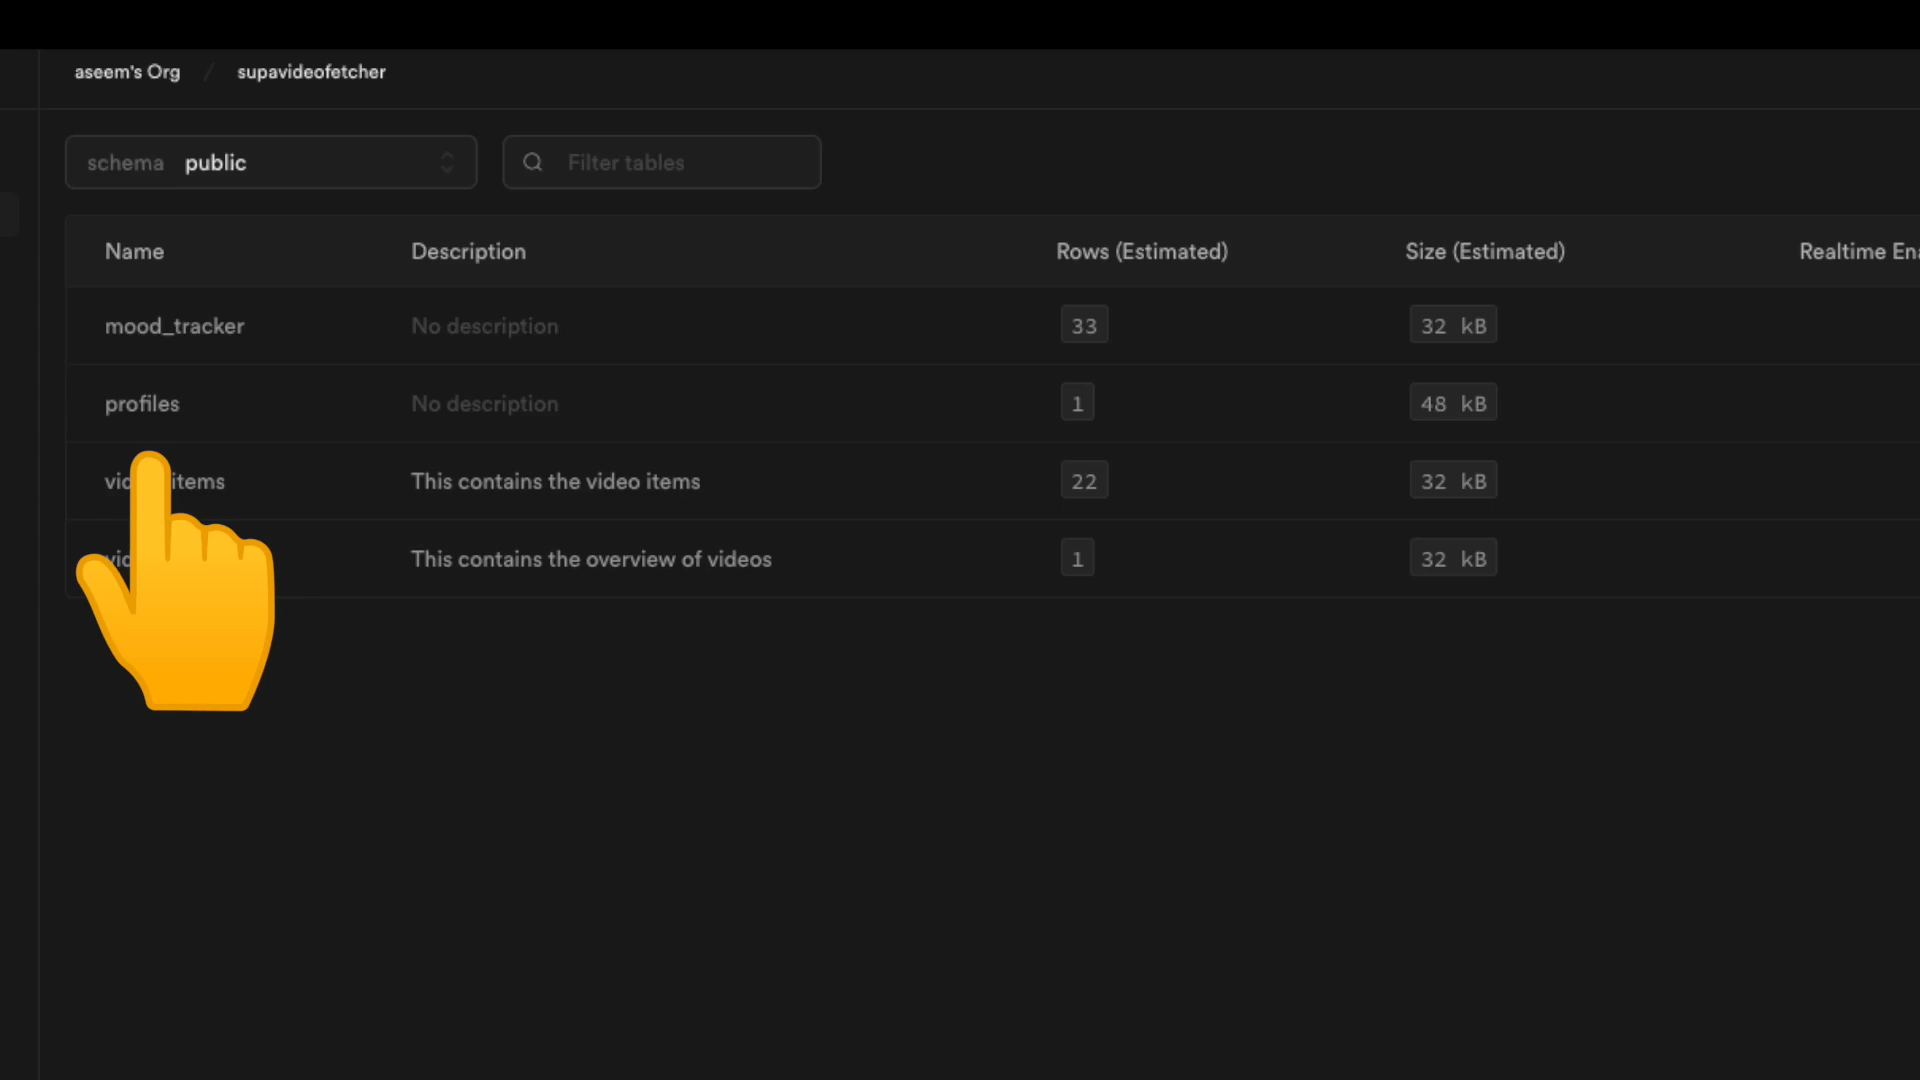 aseem's Org / supavideofetcher
schema public Filter tables
Name Description Rows (Estimated) Size (Estimated) Realtime
mood_tracker No description 33 32 kB
profiles No description 1 48 kB
items This contains the video items 22 32 kB
This contains the overview of videos 1 32 kB